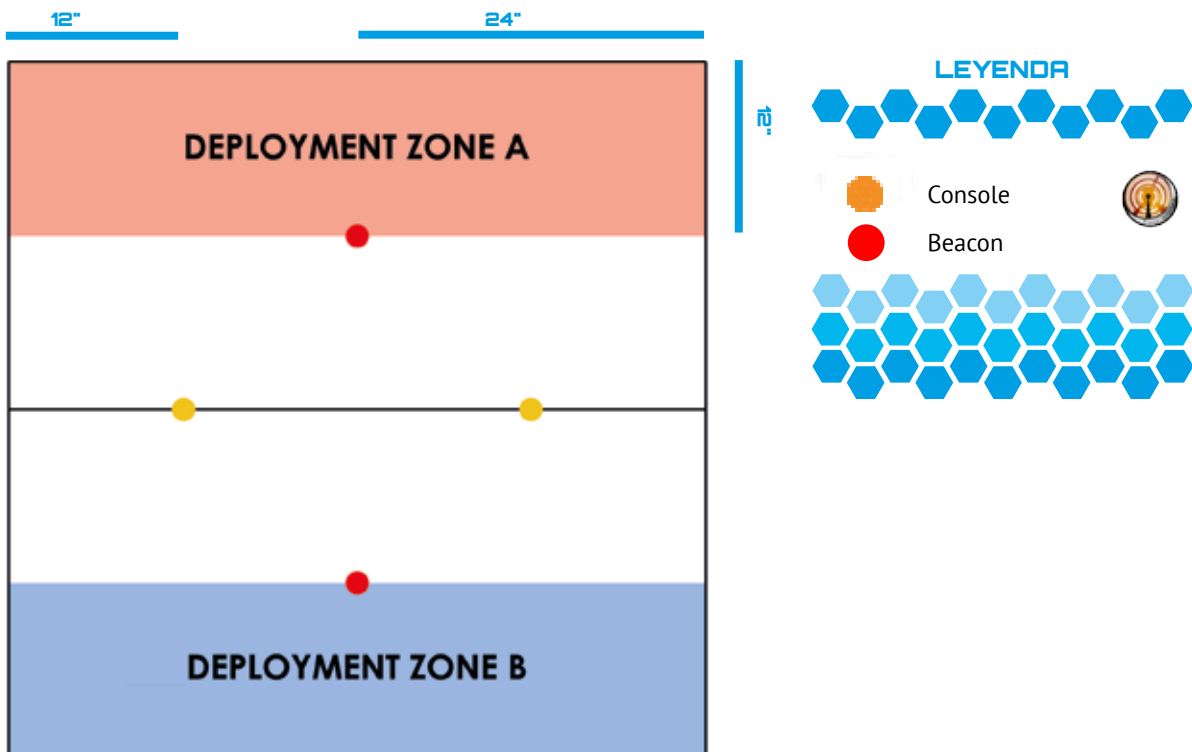 12"
24"
LEYENDA
12"
DEPLOYMENT ZONE A
Console
Beacon
DEPLOYMENT ZONE B